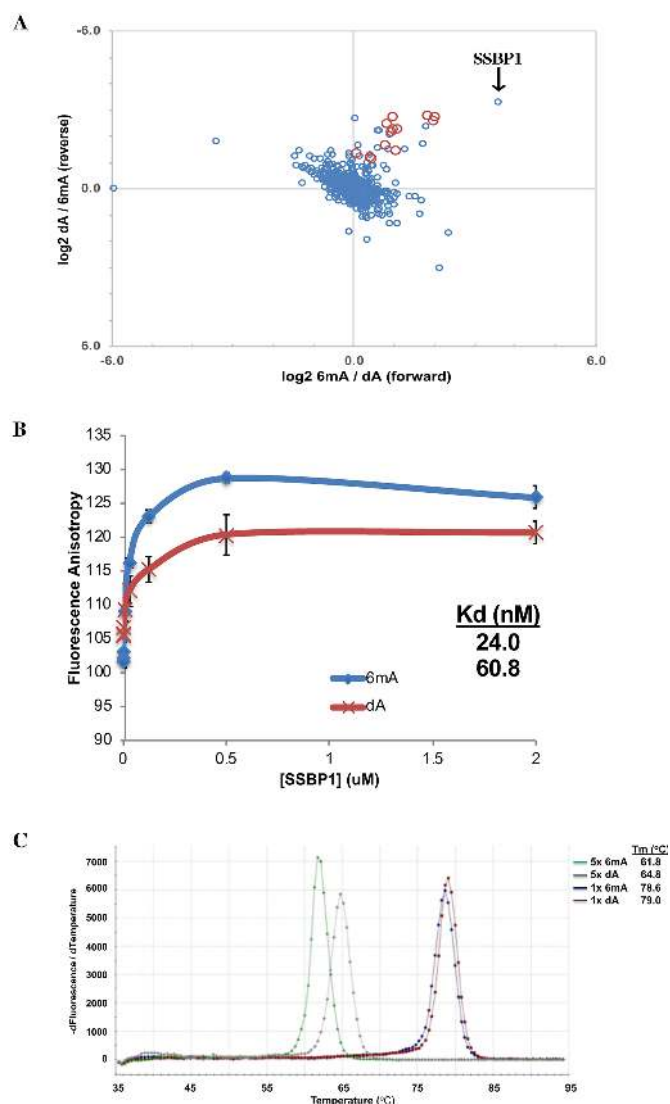 A
-6.0
SSBP1
log2 dA / 6mA (reverse)
0.0
6.0
-6.0
0.0
6.0
log2 6mA / dA (forward)
B
135
130
125
120
115
110
105
100
95
90
Fluorescence Anisotropy
Kd (nM)
24.0
60.8
6mA
dA
0
0.5
1
1.5
2
[SSBP1] (uM)
C
Tm (°C)
5x 6mA 61.8
5x dA 64.8
1x 6mA 78.6
1x dA 79.0
7000
6000
5000
4000
3000
2000
1000
0
-dFluorescence / dTemperature
35
45
55
65
75
85
95
Temperature (°C)